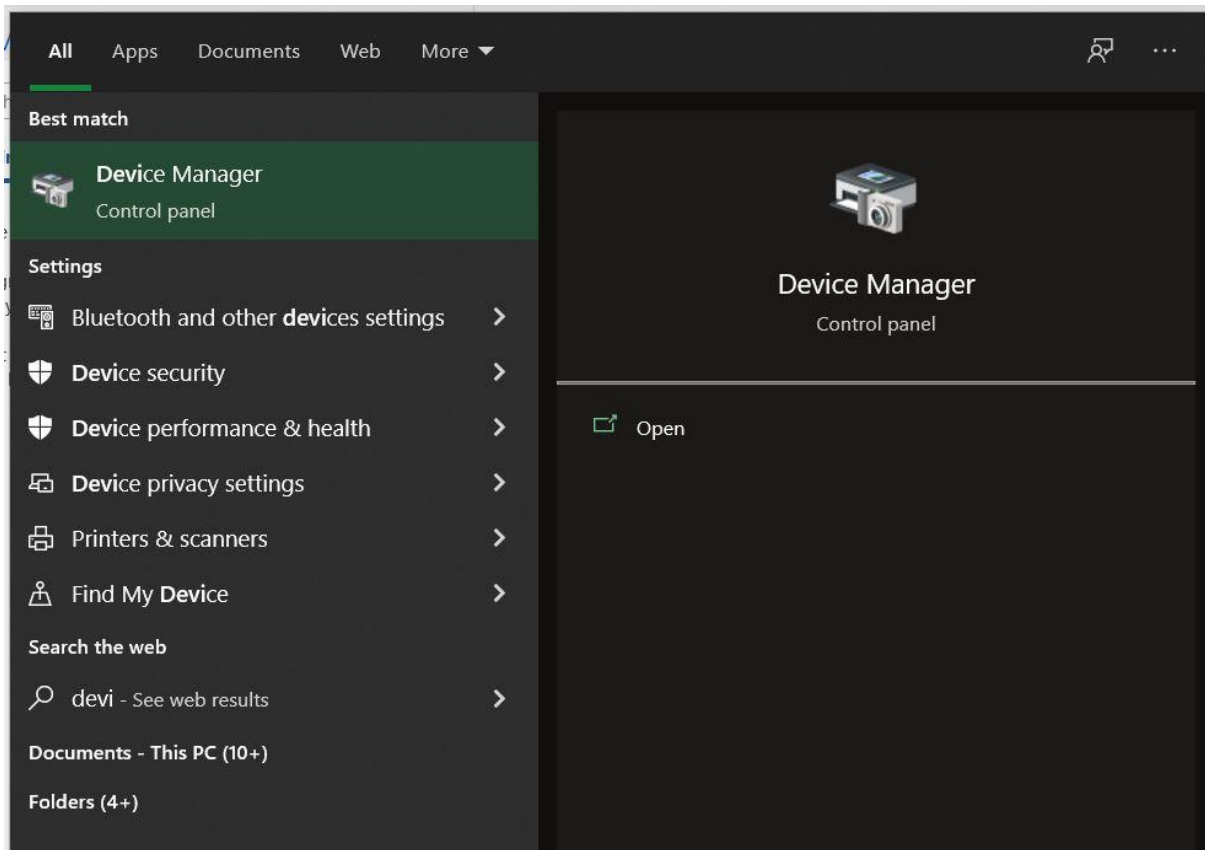 All Apps Documents Web More
Best match
Device Manager
Control panel
Settings
Bluetooth and other devices settings
Device security
Device performance & health
Device privacy settings
Printers & scanners
Find My Device
Search the web
devi - See web results
Documents - This PC (10+)
Folders (4+)
Device Manager
Control panel
Open